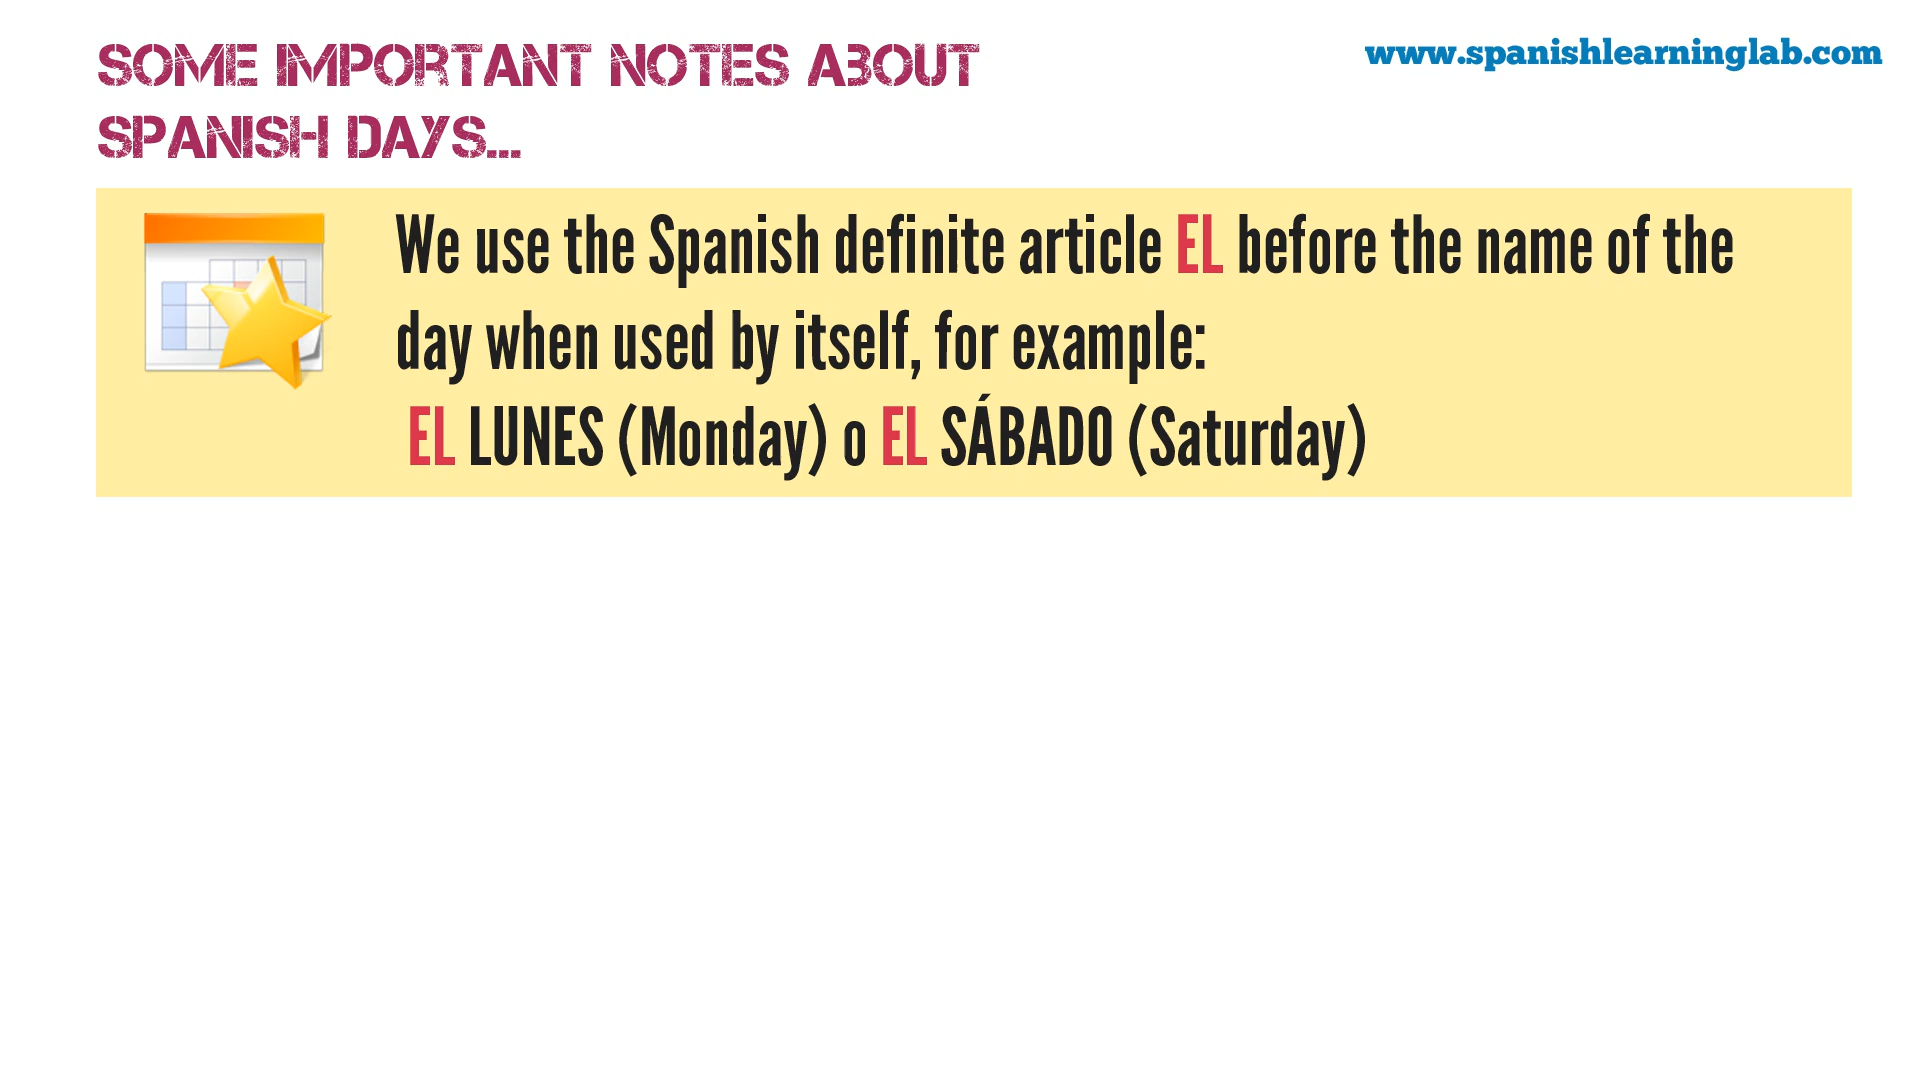 SOME IMPORTANT NOTES ABOUT
SPANISH DAYS...
www.spanishlearninglab.com
We use the Spanish definite article EL before the name of the
day when used by itself, for example:
EL LUNES (Monday) o EL SÁBADO (Saturday)